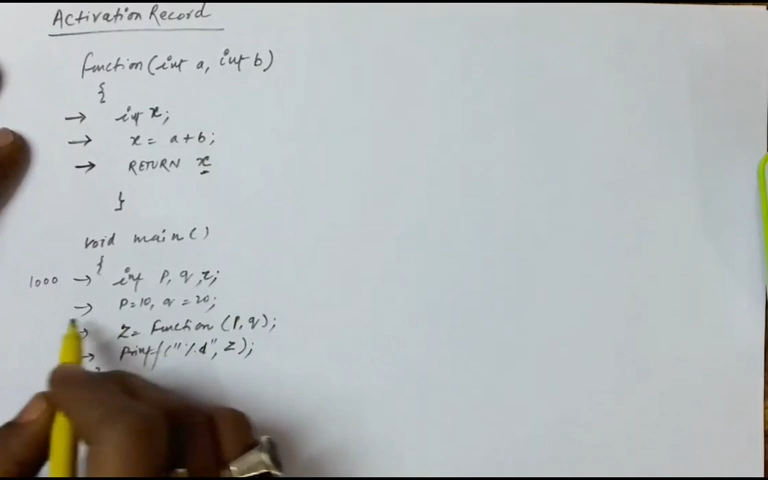 Activation Record
function(int a, int b)
{
→ int x;
→ x = a+b;
→ RETURN x
}
void main()
{
1000 → int p, q, z;
→ p=10, q=20;
→ z= Function (p,q);
→ Printf("%d", z);